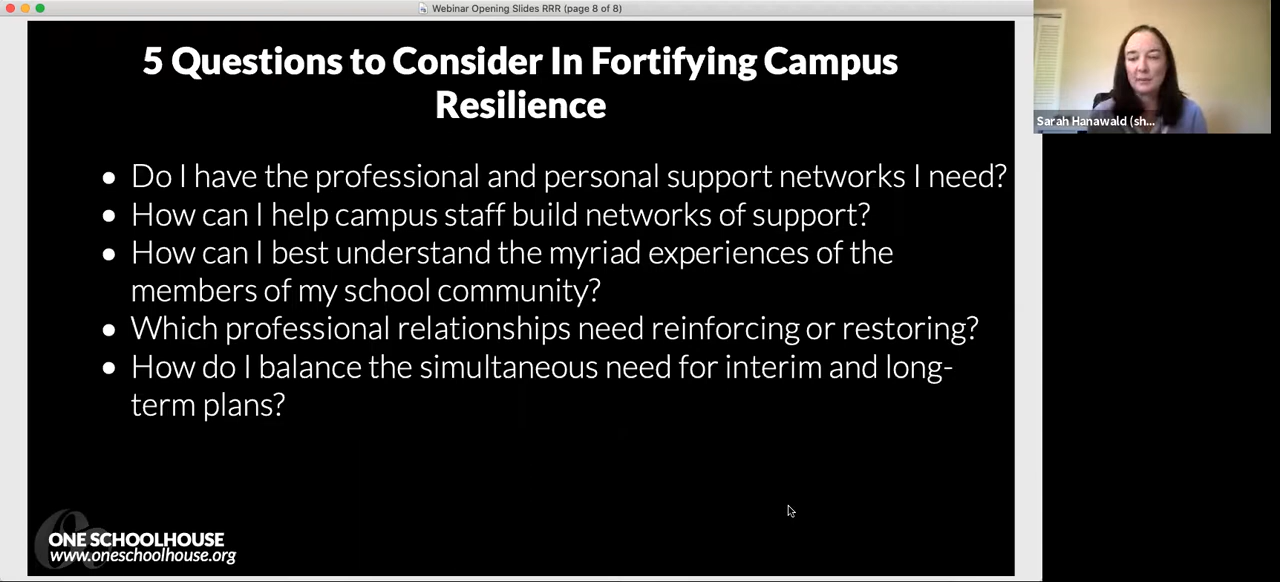 Webinar Opening Slides RRR (page 8 of 8)
5 Questions to Consider In Fortifying Campus
Resilience
• Do I have the professional and personal support networks I need?
• How can I help campus staff build networks of support?
• How can I best understand the myriad experiences of the
members of my school community?
• Which professional relationships need reinforcing or restoring?
• How do I balance the simultaneous need for interim and long-
term plans?
ONE SCHOOLHOUSE
www.oneschoolhouse.org
Sarah Hanawald (sh...